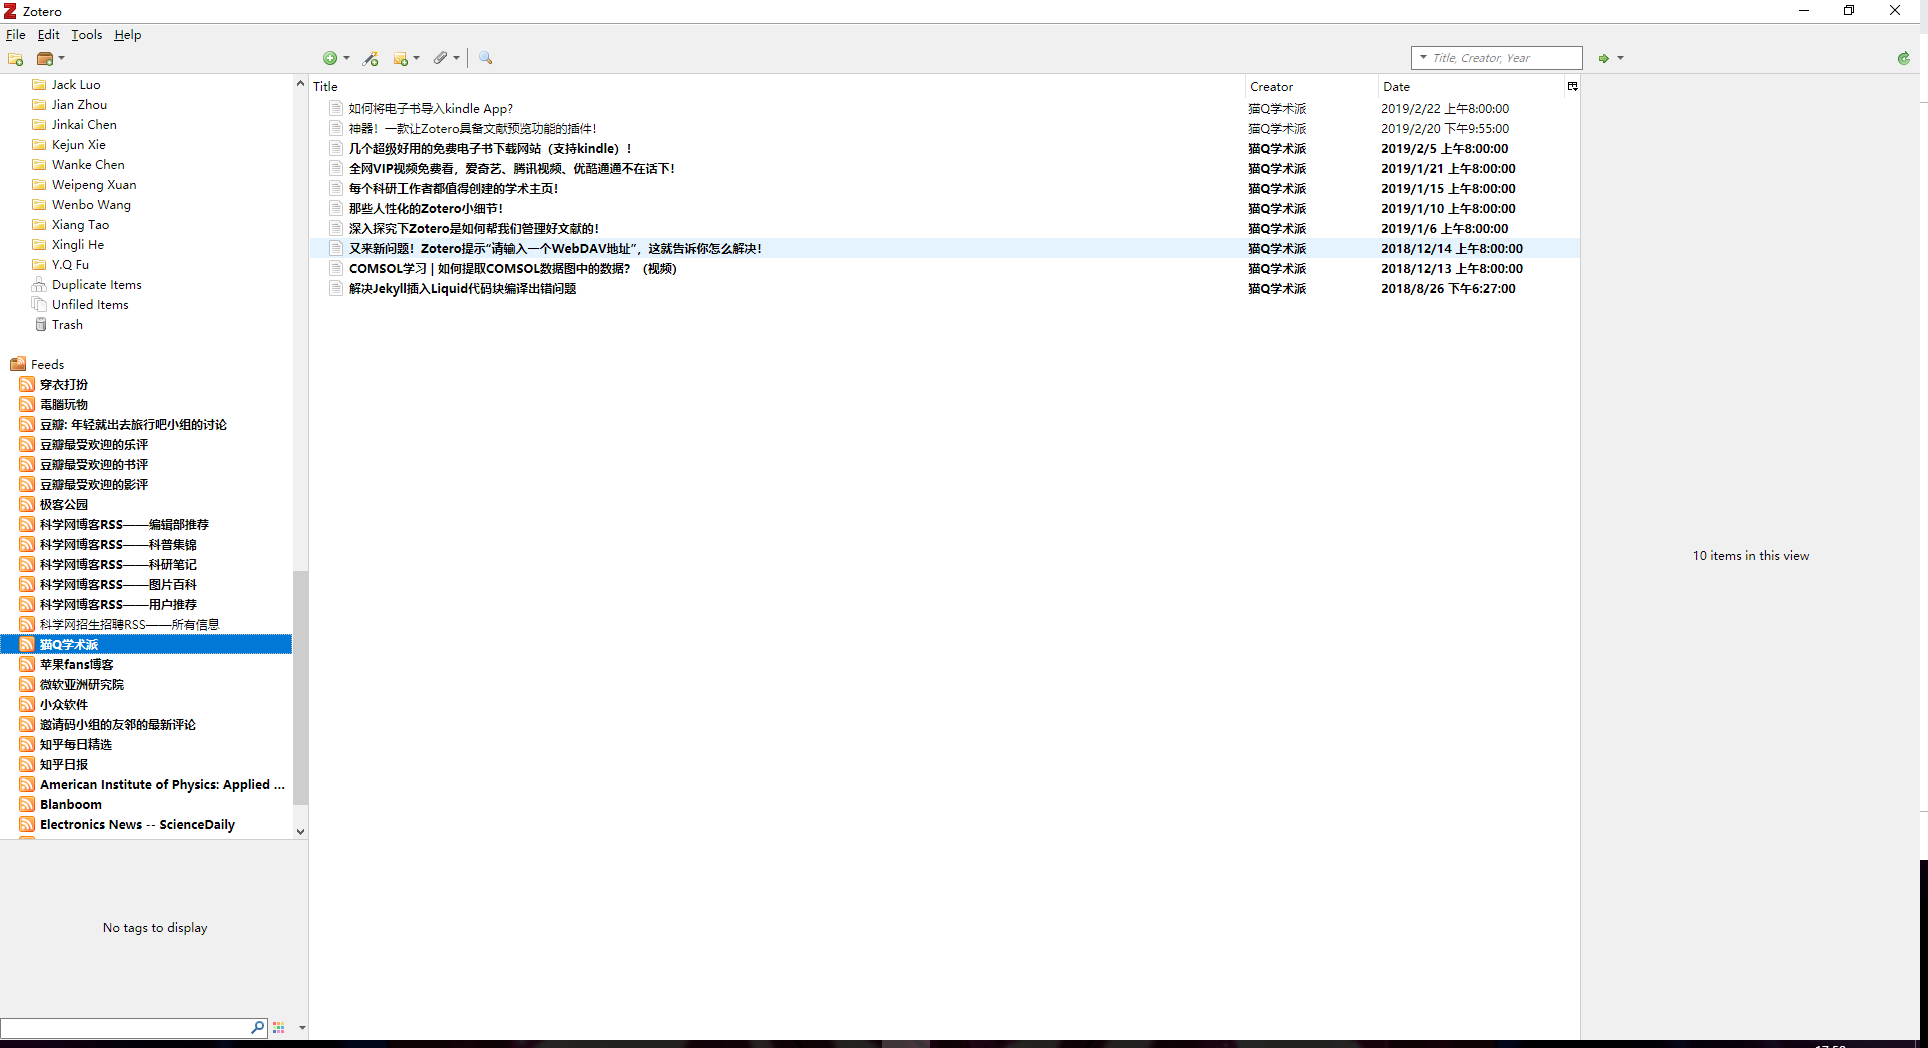 Zotero
File Edit Tools Help
Title, Creator, Year
Jack Luo
Jian Zhou
Jinkai Chen
Kejun Xie
Wanke Chen
Weipeng Xuan
Wenbo Wang
Xiang Tao
Xingli He
Y.Q Fu
Duplicate Items
Unfiled Items
Trash
Feeds
穿衣打扮
電腦玩物
豆瓣: 年轻就出去旅行吧小组的讨论
豆瓣最受欢迎的乐评
豆瓣最受欢迎的书评
豆瓣最受欢迎的影评
极客公园
科学网博客RSS——编辑部推荐
科学网博客RSS——科普集锦
科学网博客RSS——科研笔记
科学网博客RSS——图片百科
科学网博客RSS——用户推荐
科学网招生招聘RSS——所有信息
猫Q学术派
苹果fans博客
微软亚洲研究院
小众软件
邀请码小组的友邻的最新评论
知乎每日精选
知乎日报
American Institute of Physics: Applied ...
Blanboom
Electronics News -- ScienceDaily
No tags to display
Title Creator Date
如何将电子书导入kindle App? 猫Q学术派 2019/2/22 上午8:00:00
神器！一款让Zotero具备文献预览功能的插件！ 猫Q学术派 2019/2/20 下午9:55:00
几个超级好用的免费电子书下载网站（支持kindle）！ 猫Q学术派 2019/2/5 上午8:00:00
全网VIP视频免费看，爱奇艺、腾讯视频、优酷通通不在话下！ 猫Q学术派 2019/1/21 上午8:00:00
每个科研工作者都值得创建的学术主页！ 猫Q学术派 2019/1/15 上午8:00:00
那些人性化的Zotero小细节！ 猫Q学术派 2019/1/10 上午8:00:00
深入探究下Zotero是如何帮我们管理好文献的！ 猫Q学术派 2019/1/6 上午8:00:00
又来新问题！Zotero提示“请输入一个WebDAV地址”，这就告诉你怎么解决！ 猫Q学术派 2018/12/14 上午8:00:00
COMSOL学习 | 如何提取COMSOL数据图中的数据？（视频） 猫Q学术派 2018/12/13 上午8:00:00
解决Jekyll插入Liquid代码块编译出错问题 猫Q学术派 2018/8/26 下午6:27:00
10 items in this view